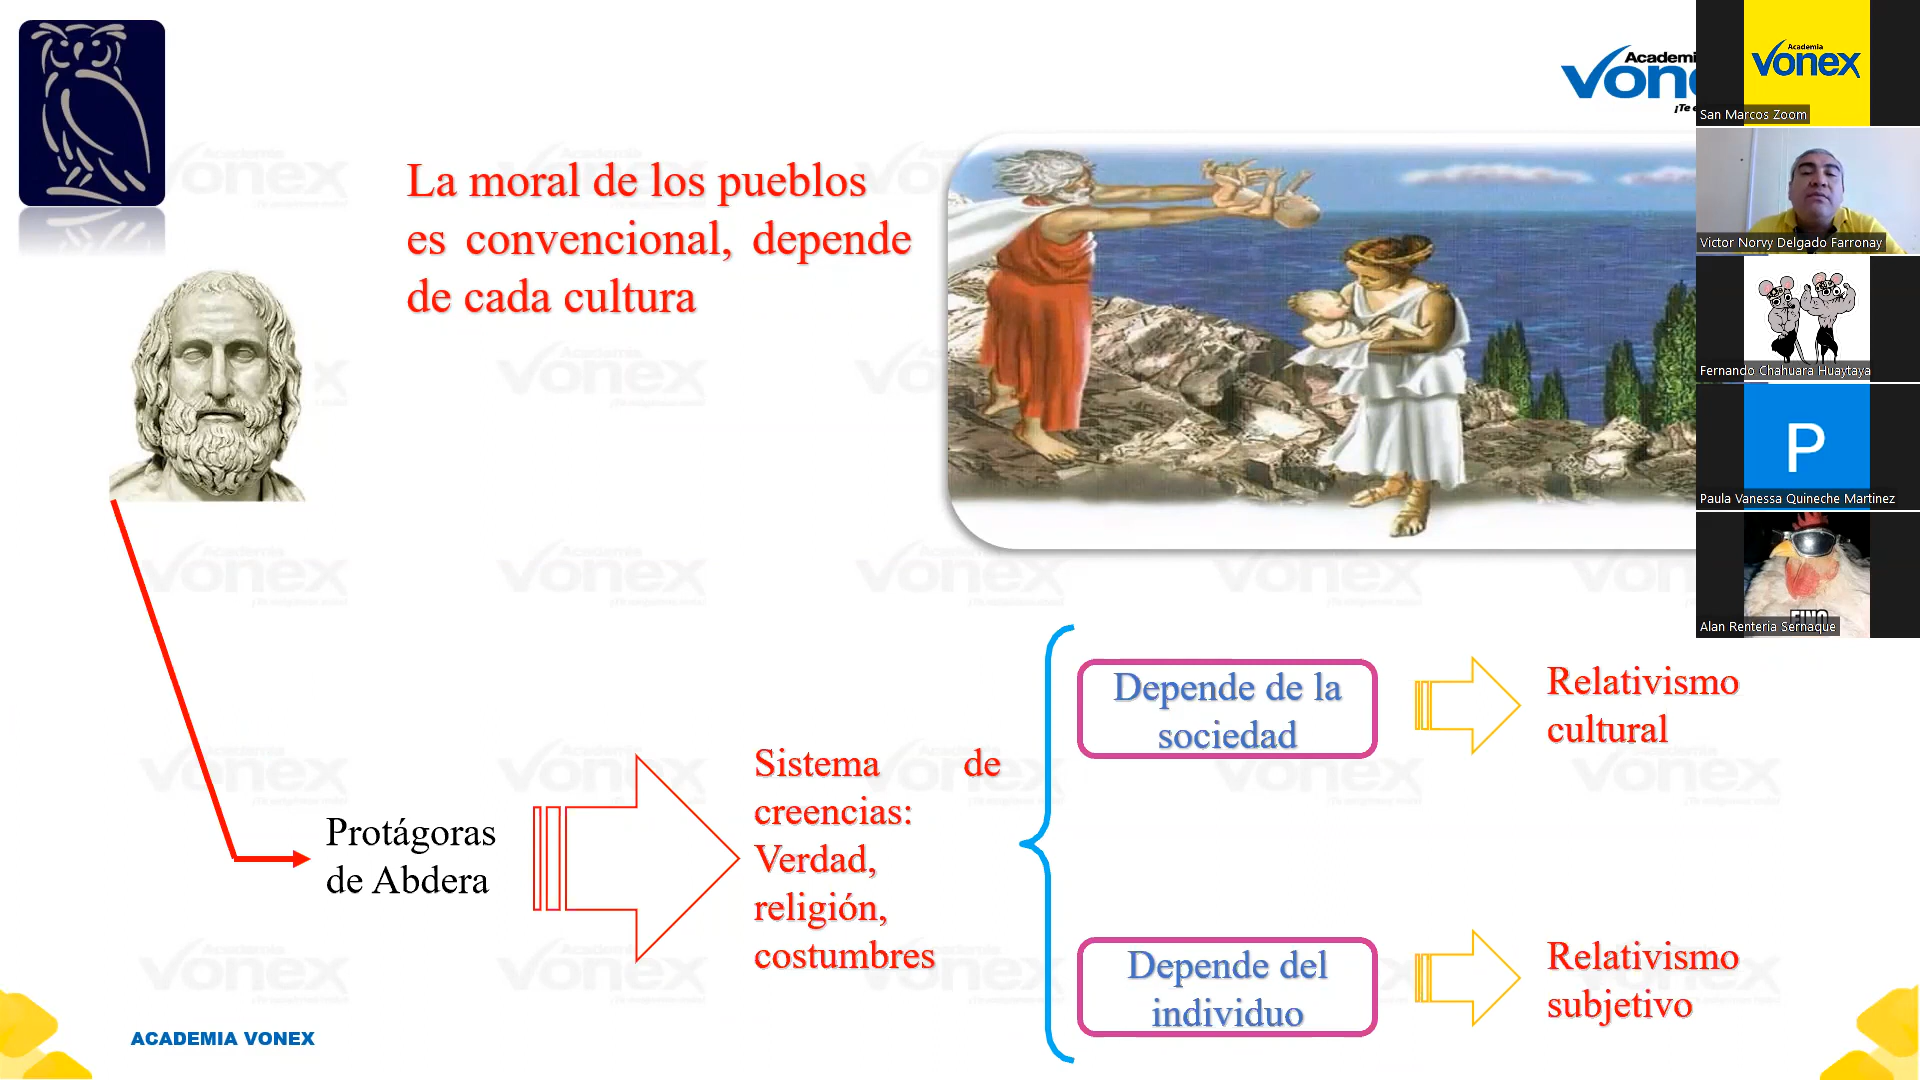 Academia
vonex
San Marcos Zoom
Victor Norvy Delgado Farronay
Fernando Chahuara Huaytaya
P
Paula Vanessa Quineche Martinez
Alan Renteria Sernaque
La moral de los pueblos
es convencional, depende
de cada cultura
Protágoras
de Abdera
Sistema de
creencias:
Verdad,
religión,
costumbres
Depende de la
sociedad
Relativismo
cultural
Depende del
individuo
Relativismo
subjetivo
ACADEMIA VONEX